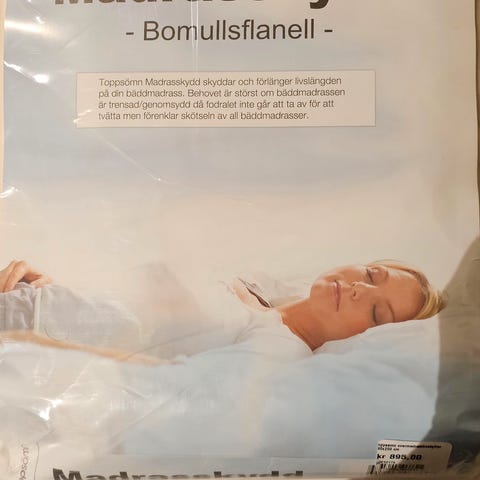 - Bomullsflanell -
Toppsömn Madrasskydd skyddar och förlänger livslängden
på din bäddmadrass. Behovet är störst om bäddmadrassen
är trensad/genomsydd då fodralet inte går att ta av för att
tvätta men förenklar skötseln av all bäddmadrasser.
kr 895,00
Madrasskydd